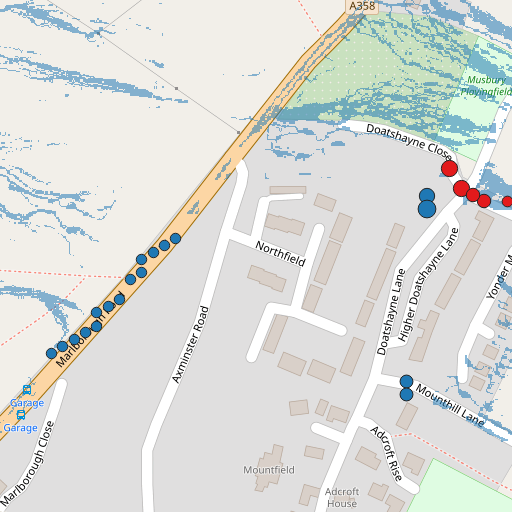 A358
Musbury
Playingfield
Doatshayne Close
Northfield
Doatshayne Lane
Higher Doatshayne Lane
Yonder M
Marlborough
Axminster Road
Garage
Garage
Mounthill Lane
Marlborough Close
Adcroft Rise
Mountfield
Adcroft
House